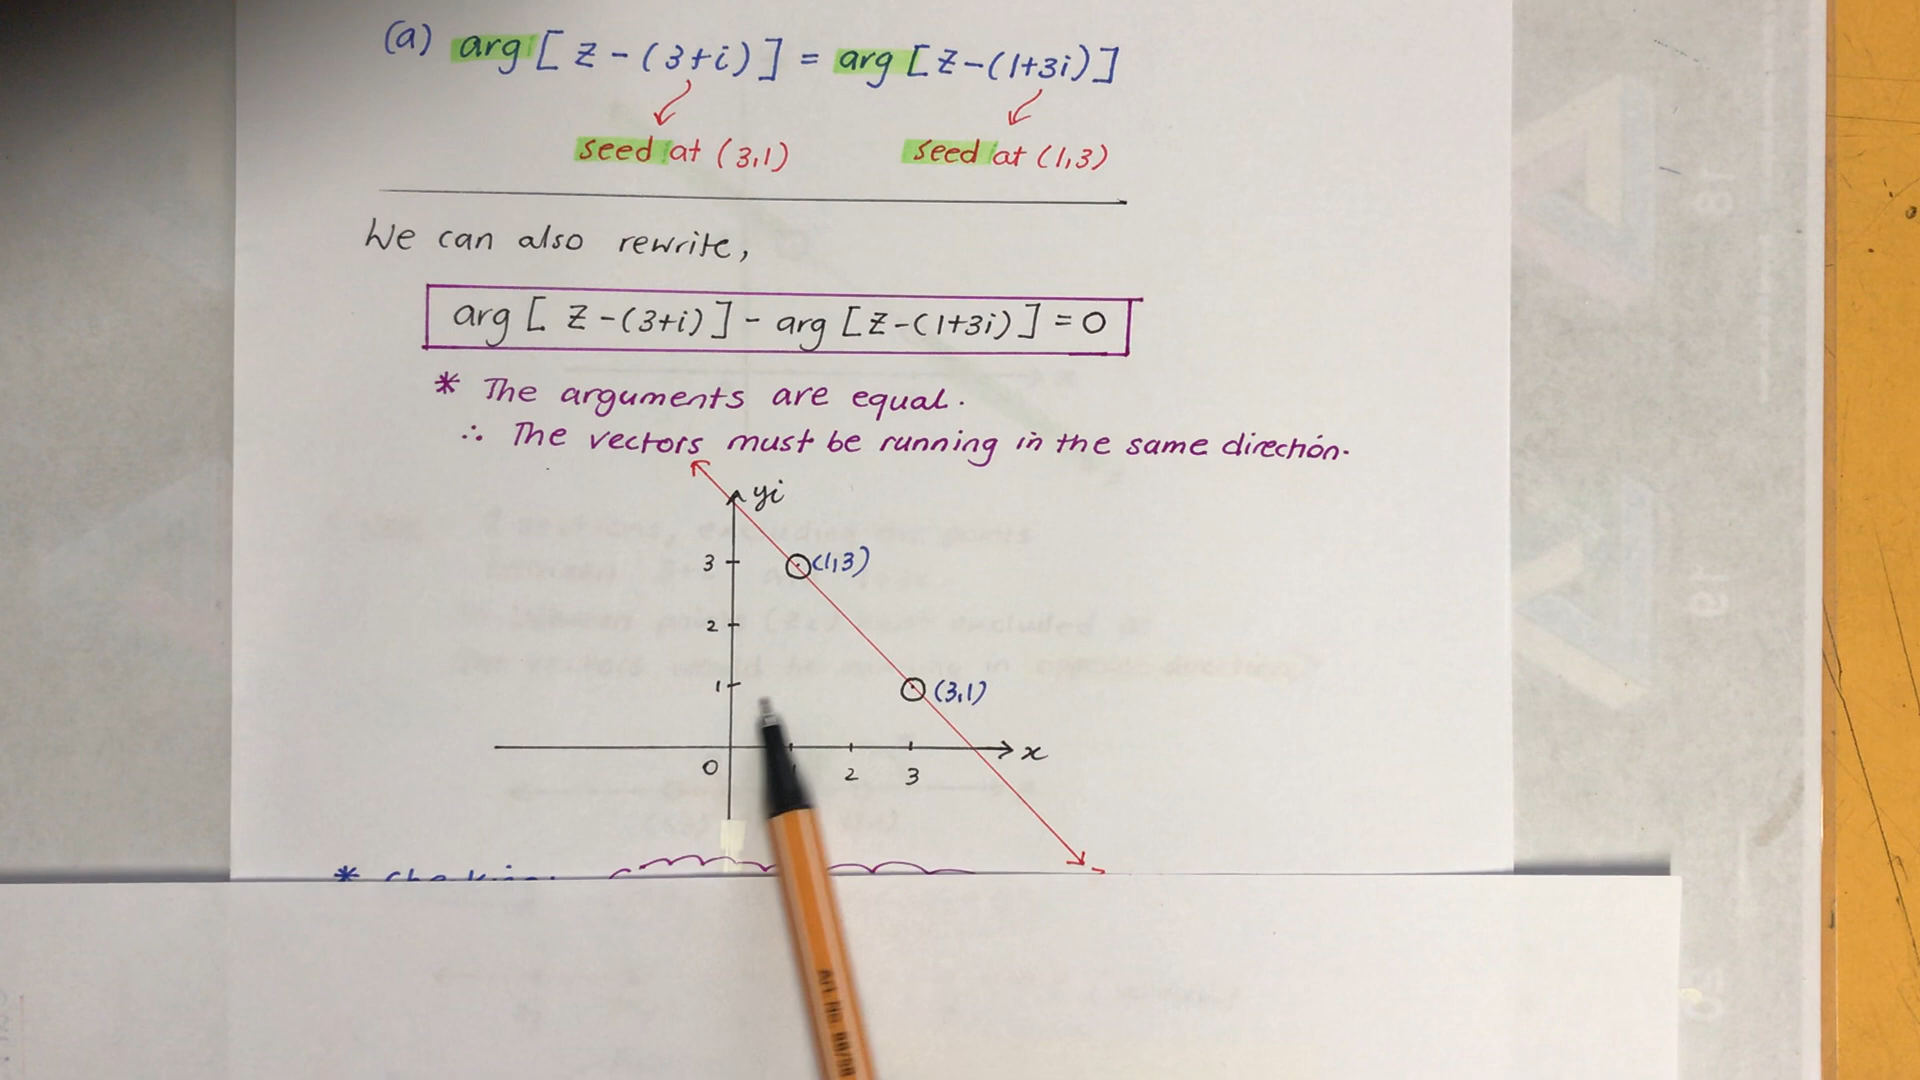 (a) arg [ z - (3+i) ] = arg [ z - (1+3i) ]
seed at (3,1) seed at (1,3)
We can also rewrite,
arg [ z - (3+i) ] - arg [ z - (1+3i) ] = 0
* The arguments are equal.
∴ The vectors must be running in the same direction.
yi
3 (1,3)
2
1 (3,1)
x
0 2 3